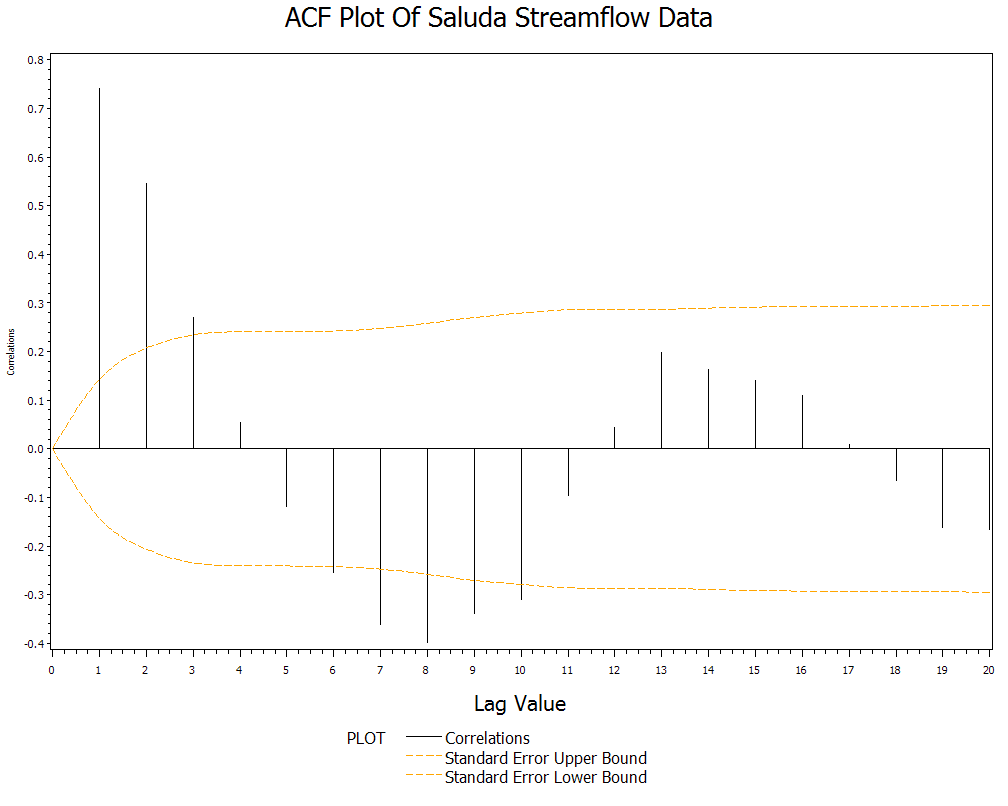 ACF Plot Of Saluda Streamflow Data
Correlations
0.8
0.7
0.6
0.5
0.4
0.3
0.2
0.1
0.0
-0.1
-0.2
-0.3
-0.4
0 1 2 3 4 5 6 7 8 9 10 11 12 13 14 15 16 17 18 19 20
Lag Value
PLOT Correlations
Standard Error Upper Bound
Standard Error Lower Bound